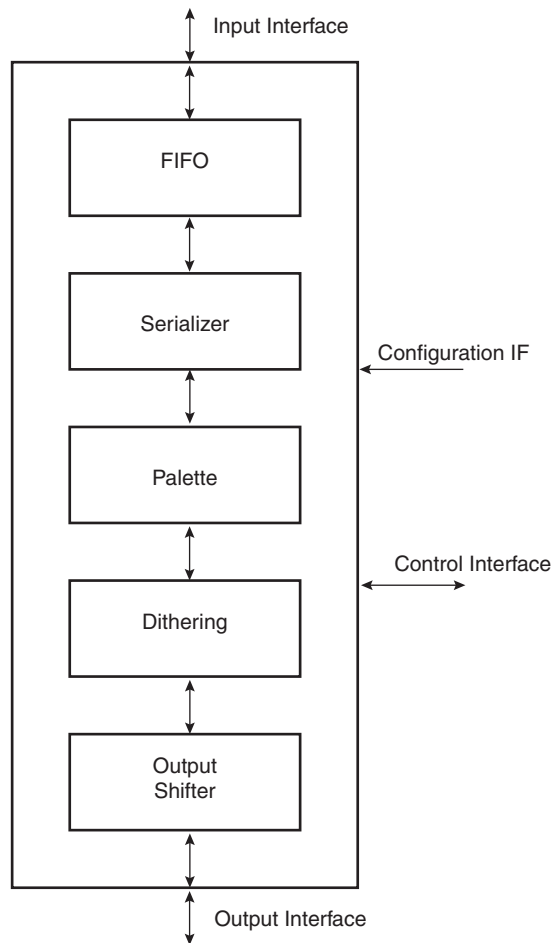 Input Interface
FIFO
Serializer
Configuration IF
Palette
Control Interface
Dithering
Output
Shifter
Output Interface